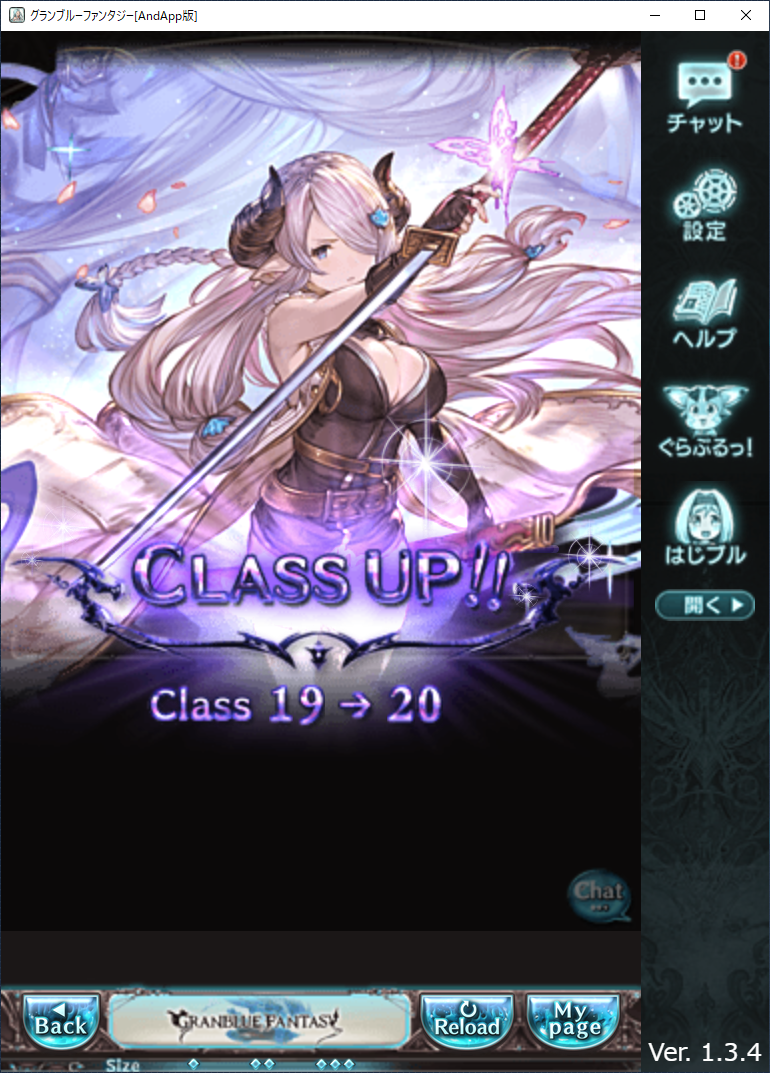 グランブルーファンタジー[AndApp版]
チャット
設定
ヘルプ
ぐらぶるっ!
はじブル
開く
CLASS UP!!
Class 19 → 20
Chat
Back
GRANBLUE FANTASY
Reload
My page
Size
Ver. 1.3.4